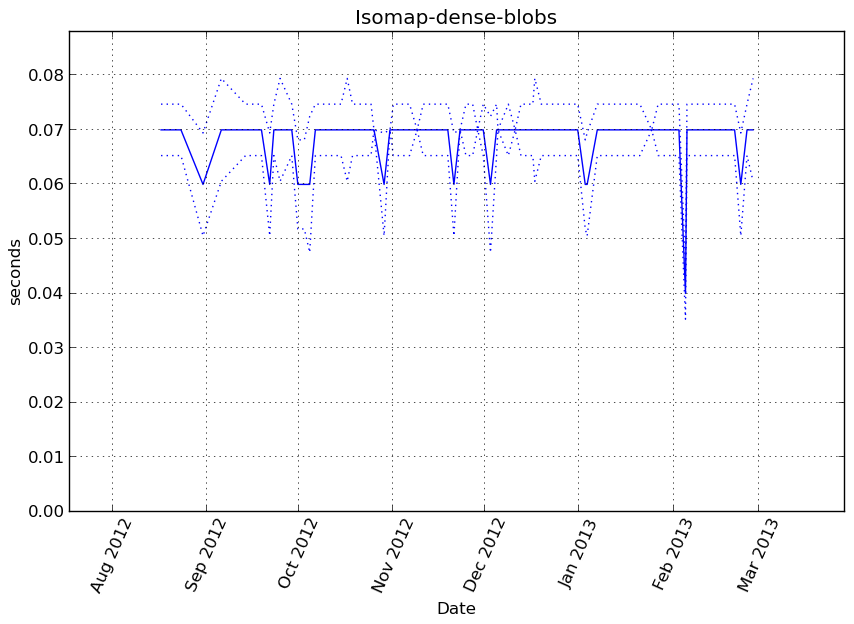 Isomap-dense-blobs
0.08
0.07
0.06
0.05
0.04
0.03
0.02
0.01
0.00
seconds
Aug 2012
Sep 2012
Oct 2012
Nov 2012
Dec 2012
Jan 2013
Feb 2013
Mar 2013
Date